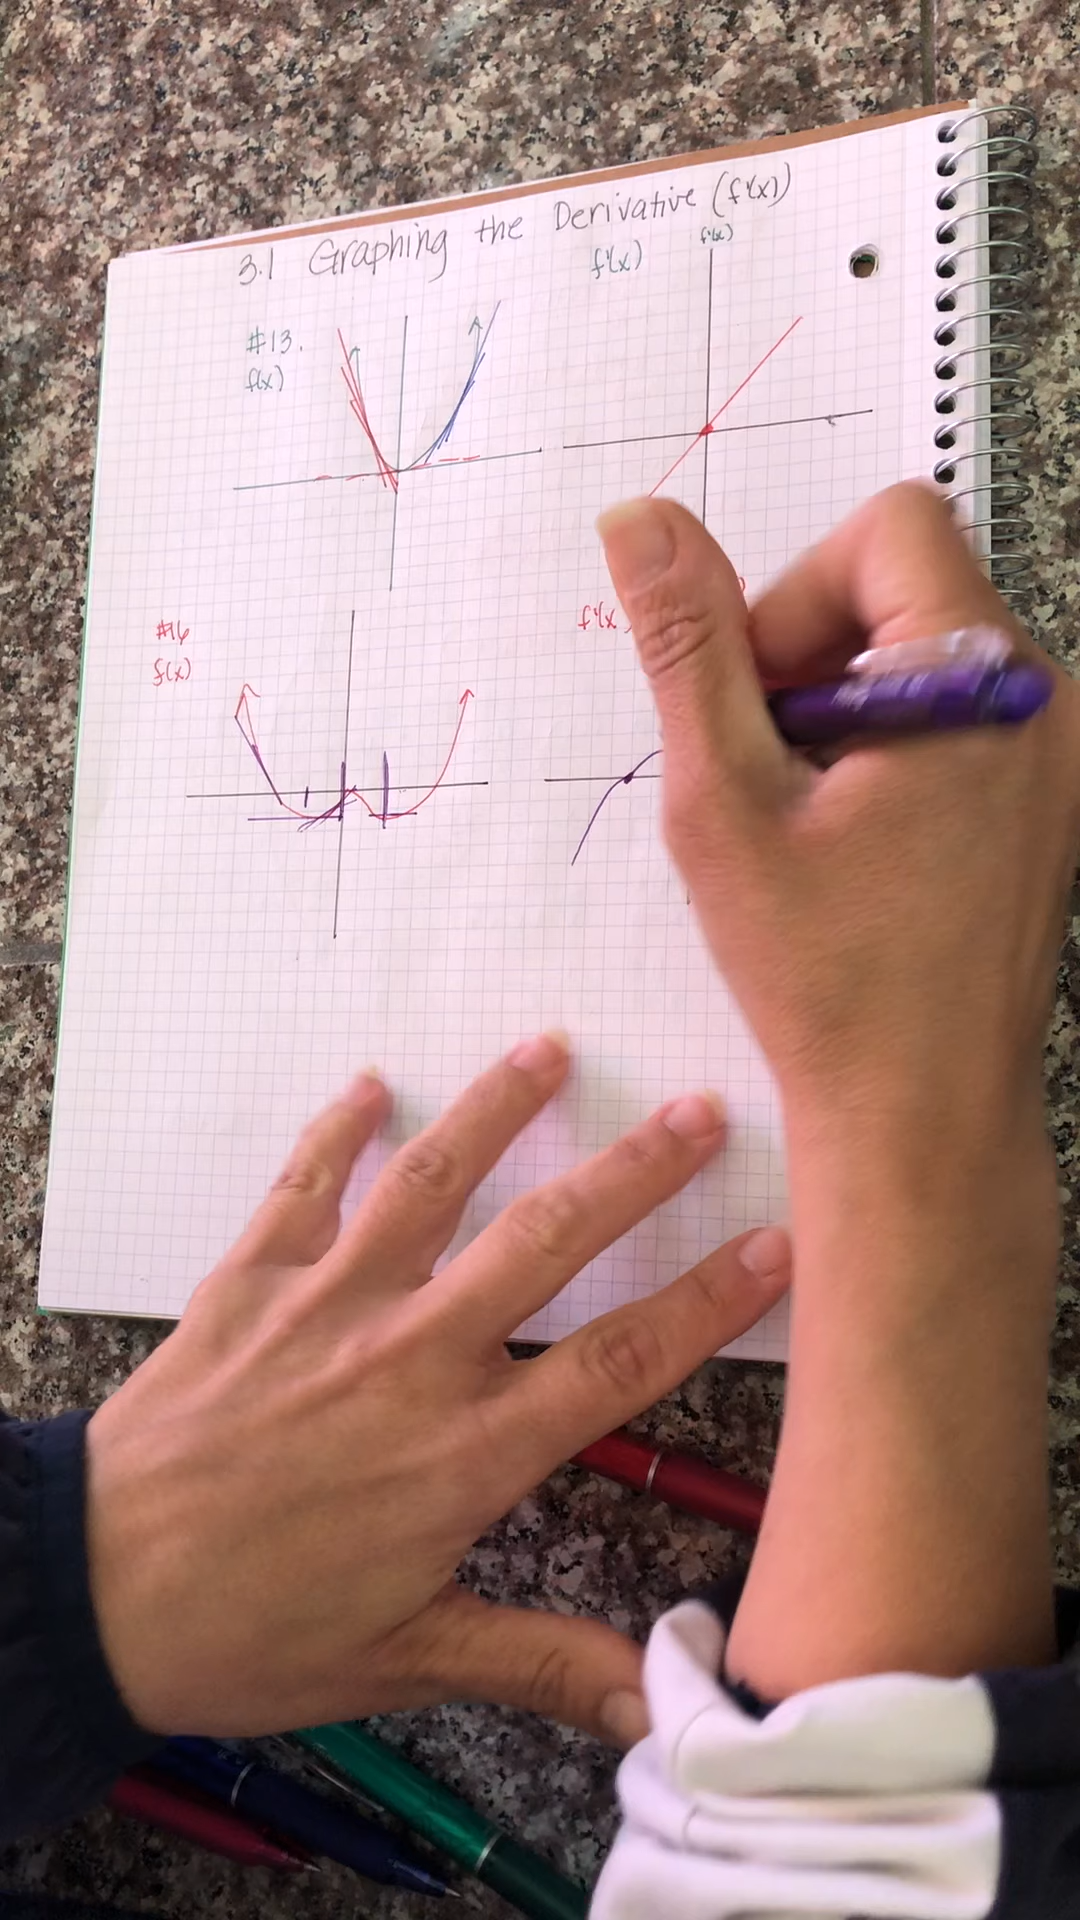 3.1 Graphing the Derivative (f'(x))
f'(x)
f'(x)
#13.
f(x)
#16
f(x)
f'(x